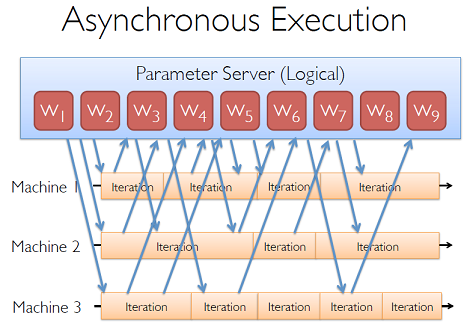 Asynchronous Execution
Parameter Server (Logical)
W1 W2 W3 W4 W5 W6 W7 W8 W9
Machine 1 Iteration Iteration Iteration Iteration
Machine 2 Iteration Iteration Iteration
Machine 3 Iteration Iteration Iteration Iteration Iteration